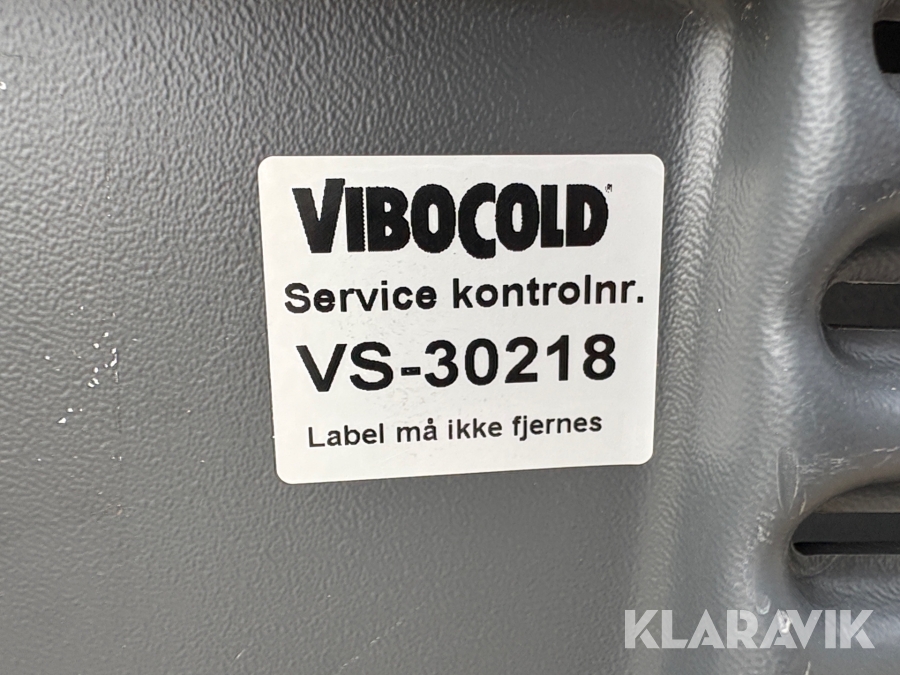 VIBOCOLD®
Service kontrolnr.
VS-30218
Label må ikke fjernes
KLARAVIK